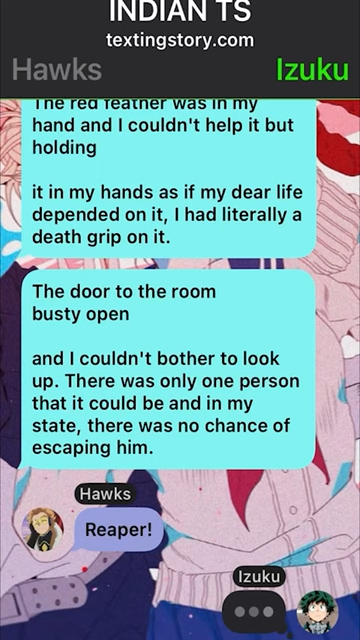 INDIAN TS
textingstory.com
Hawks
Izuku
The red feather was in my
hand and I couldn't help it but
holding
it in my hands as if my dear life
depended on it, I had literally a
death grip on it.
The door to the room
busty open
and I couldn't bother to look
up. There was only one person
that it could be and in my
state, there was no chance of
escaping him.
Hawks
Reaper!
Izuku